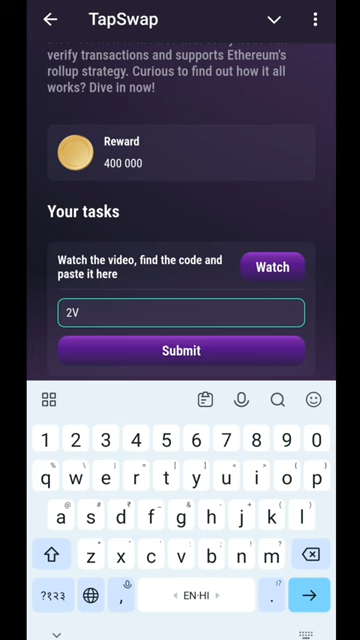 TapSwap
verify transactions and supports Ethereum's
rollup strategy. Curious to find out how it all
works? Dive in now!
Reward
400 000
Your tasks
Watch the video, find the code and
paste it here
Watch
2V
Submit
1 2 3 4 5 6 7 8 9 0
q w e r t y u i o p
a s d f g h j k l
z x c v b n m
?१२३ , EN·HI .